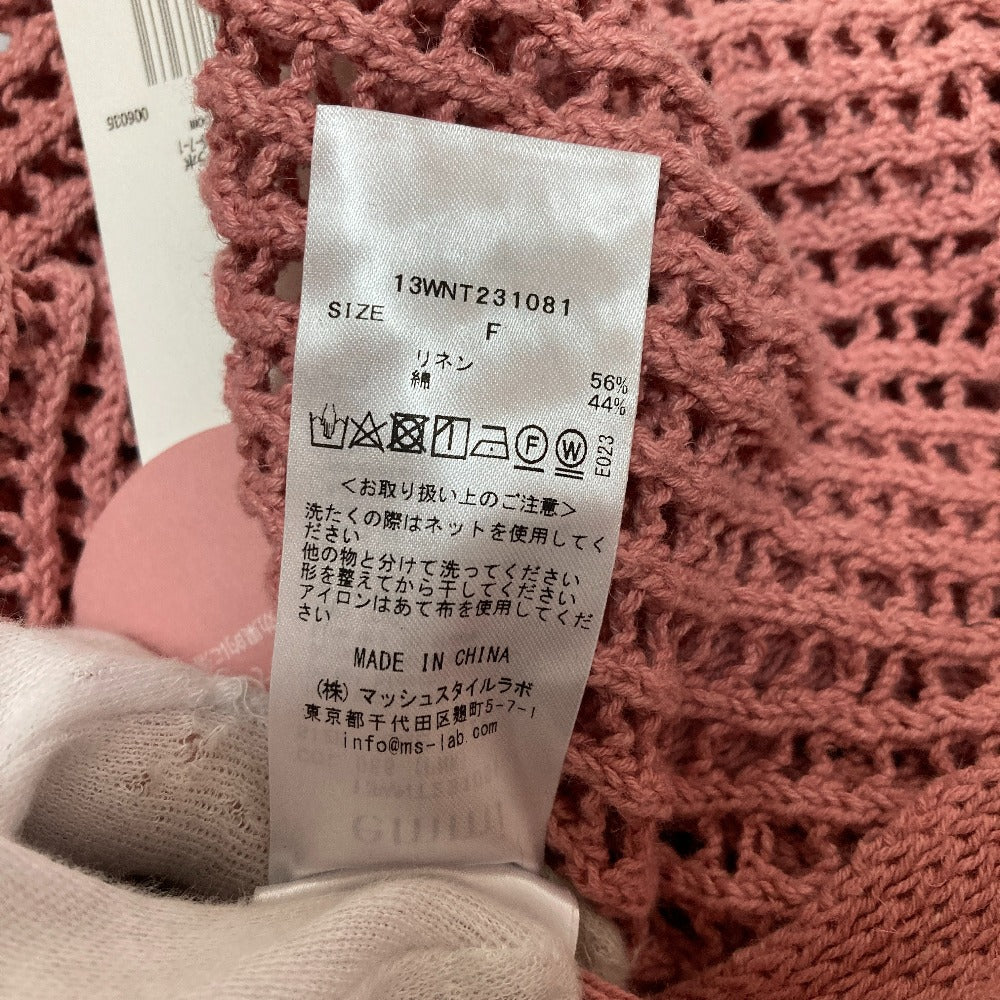 006035
13WNT231081
SIZE
F
リネン 56%
綿 44%
F W
E023
<お取り扱い上のご注意>
洗たくの際はネットを使用してく
ださい
他の物と分けて洗ってください
形を整えてから干してください
アイロンはあて布を使用してくだ
さい
MADE IN CHINA
(株) マッシュスタイルラボ
東京都千代田区麹町5-7-1
info@ms-lab.com